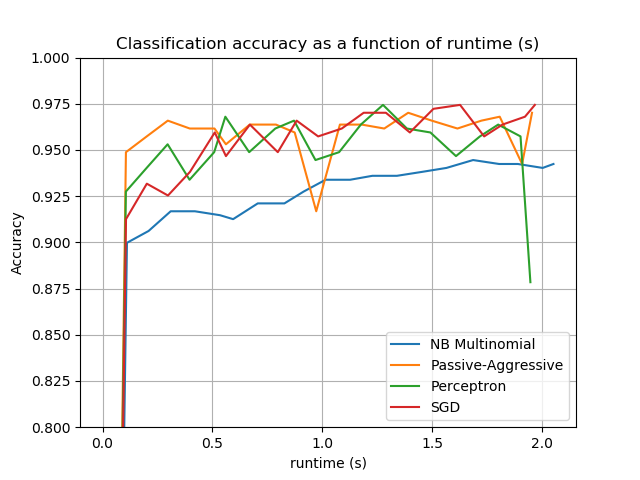 Classification accuracy as a function of runtime (s)
1.000
0.975
0.950
0.925
0.900
0.875
0.850
0.825
0.800
Accuracy
NB Multinomial
Passive-Aggressive
Perceptron
SGD
0.0 0.5 1.0 1.5 2.0
runtime (s)